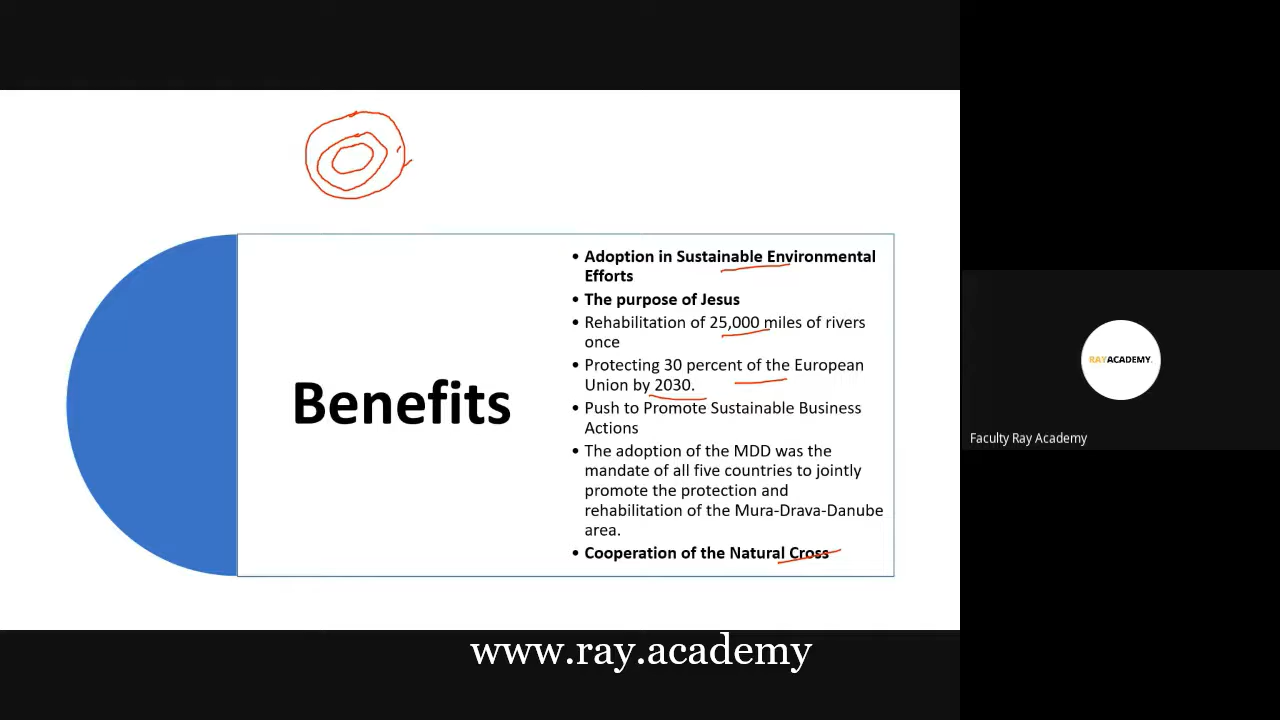 Benefits
• Adoption in Sustainable Environmental
Efforts
• The purpose of Jesus
• Rehabilitation of 25,000 miles of rivers
once
• Protecting 30 percent of the European
Union by 2030.
• Push to Promote Sustainable Business
Actions
• The adoption of the MDD was the
mandate of all five countries to jointly
promote the protection and
rehabilitation of the Mura-Drava-Danube
area.
• Cooperation of the Natural Cross
RAYACADEMY.
Faculty Ray Academy
www.ray.academy